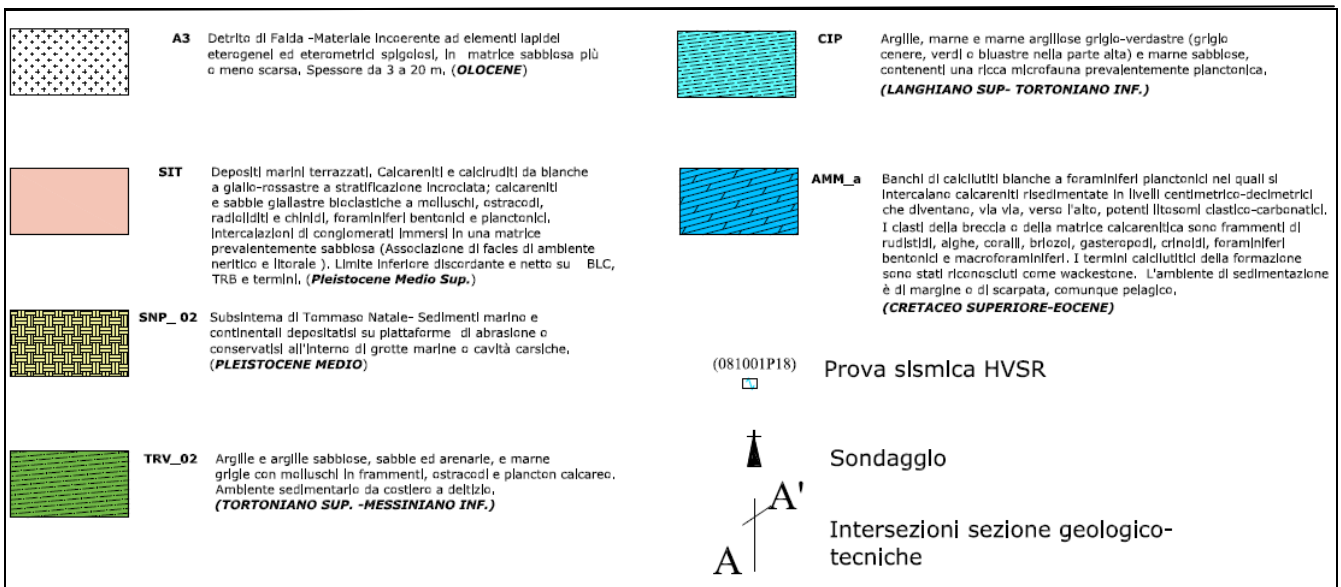 A3 Detrito di Falda -Materiale incoerente ad elementi lapidei
eterogenei ed eterometrici spigolosi, in matrice sabbiosa più
o meno scarsa. Spessore da 3 a 20 m. (OLOCENE)
SIT Depositi marini terrazzati. Calcareniti e calciruditi da bianche
a giallo-rossastre a stratificazione incrociata; calcareniti
e sabbie giallastre bioclastiche a molluschi, ostracodi,
radioliditi e chinidi, foraminiferi bentonici e planctonici.
Intercalazioni di conglomerati immersi in una matrice
prevalentemente sabbiosa (Associazione di facies di ambiente
neritico e litorale ). Limite inferiore discordante e netto su BLC,
TRB e termini. (Pleistocene Medio Sup.)
SNP_ 02 Subsintema di Tommaso Natale- Sedimenti marino e
continentali depositatisi su piattaforme di abrasione o
conservatisi all'interno di grotte marine o cavità carsiche.
(PLEISTOCENE MEDIO)
TRV_02 Argille e argille sabbiose, sabbie ed arenarie, e marne
grigie con molluschi in frammenti, ostracodi e plancton calcareo.
Ambiente sedimentario da costiero a deltizio.
(TORTONIANO SUP. -MESSINIANO INF.)
CIP Argille, marne e marne argillose grigio-verdastre (grigio
cenere, verdi o bluastre nella parte alta) e marne sabbiose,
contenenti una ricca microfauna prevalentemente planctonica.
(LANGHIANO SUP- TORTONIANO INF.)
AMM_a Banchi di calcilutiti bianche a foraminiferi planctonici nei quali si
intercalano calcareniti risedimentate in livelli centimetrico-decimetrici
che diventano, via via, verso l'alto, potenti litosomi clastico-carbonatici.
I clasti della breccia o della matrice calcarenitica sono frammenti di
rudistidi, alghe, coralli, briozoi, gasteropodi, crinoidi, foraminiferi
bentonici e macroforaminiferi. I termini calcilutitici della formazione
sono stati riconosciuti come wackestone. L'ambiente di sedimentazione
è di margine o di scarpata, comunque pelagico.
(CRETACEO SUPERIORE-EOCENE)
(081001P18) Prova sismica HVSR
Sondaggio
A'
A
Intersezioni sezione geologico-
tecniche